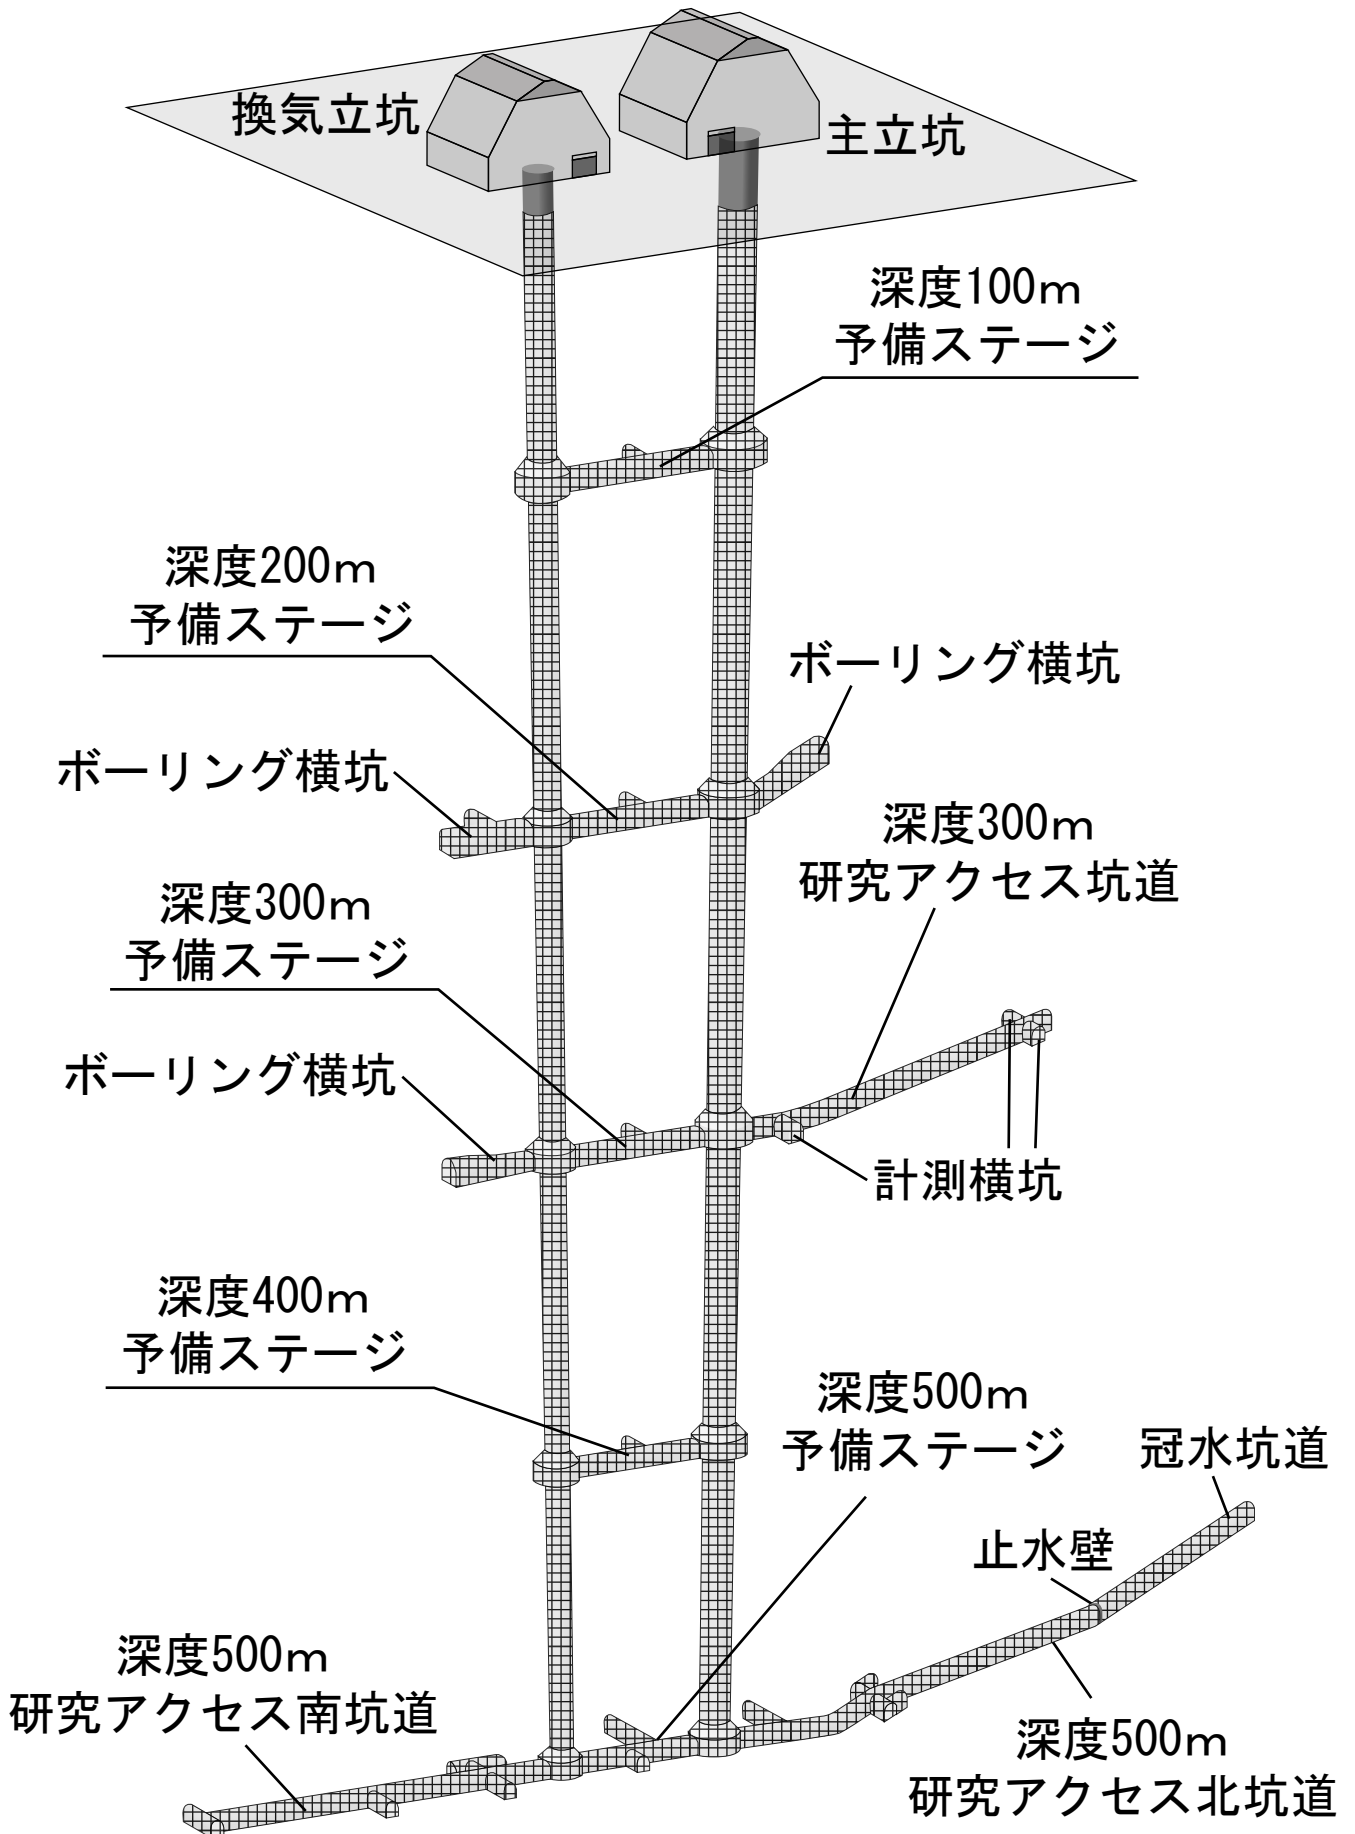 換気立坑
主立坑
深度100m
予備ステージ
深度200m
予備ステージ
ボーリング横坑
ボーリング横坑
深度300m
研究アクセス坑道
深度300m
予備ステージ
ボーリング横坑
計測横坑
深度400m
予備ステージ
深度500m
予備ステージ
冠水坑道
止水壁
深度500m
研究アクセス南坑道
深度500m
研究アクセス北坑道